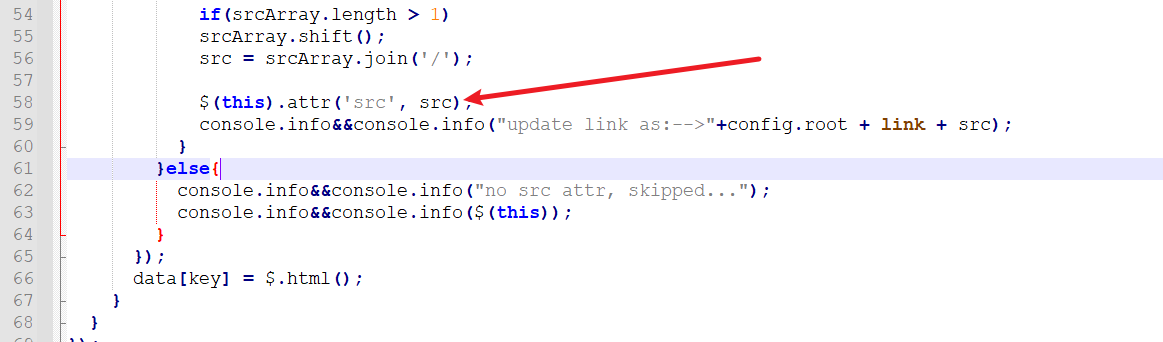 54 if(srcArray.length > 1)
55 srcArray.shift();
56 src = srcArray.join('/');
57
58 $(this).attr('src', src);
59 console.info&&console.info("update link as:-->"+config.root + link + src);
60 }
61 }else{
62 console.info&&console.info("no src attr, skipped...");
63 console.info&&console.info($(this));
64 }
65 });
66 data[key] = $.html();
67 }
68 }